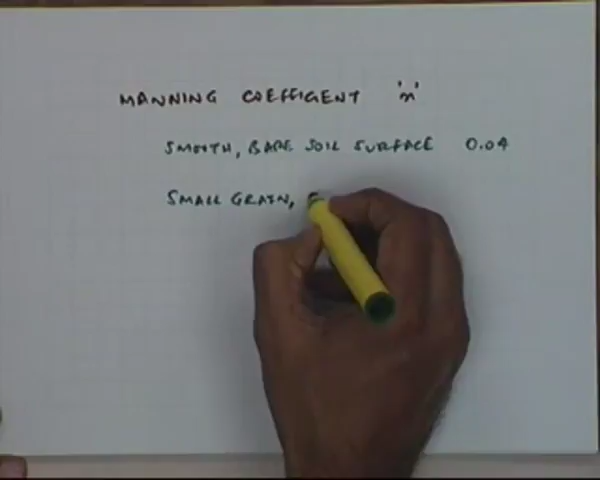 MANNING COEFFICENT 'n'
SMOOTH, BARE SOIL SURFACE 0.04
SMALL GRAIN,